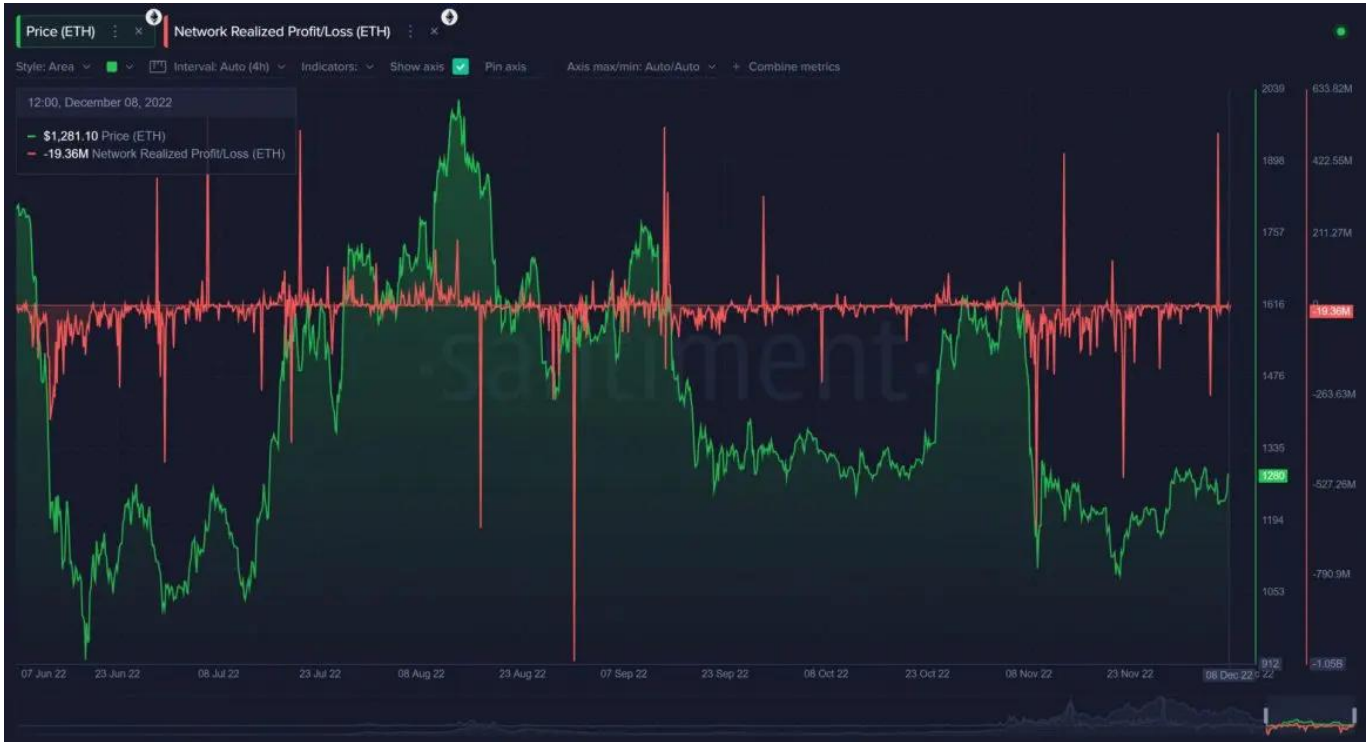 Price (ETH) Network Realized Profit/Loss (ETH)
Style: Area Interval: Auto (4h) Indicators: Show axis Pin axis Axis max/min: Auto/Auto + Combine metrics
12:00, December 08, 2022
$1,281.10 Price (ETH)
-19.36M Network Realized Profit/Loss (ETH)
2039 633.82M
1898 422.55M
1757 211.27M
1616 0
-19.36M
·santiment·
1476
-263.63M
1335
1280
-527.26M
1194
-790.9M
1053
912 -1.05B
07 Jun 22 23 Jun 22 08 Jul 22 23 Jul 22 08 Aug 22 23 Aug 22 07 Sep 22 23 Sep 22 08 Oct 22 23 Oct 22 08 Nov 22 23 Nov 22 08 Dec 22 c 22